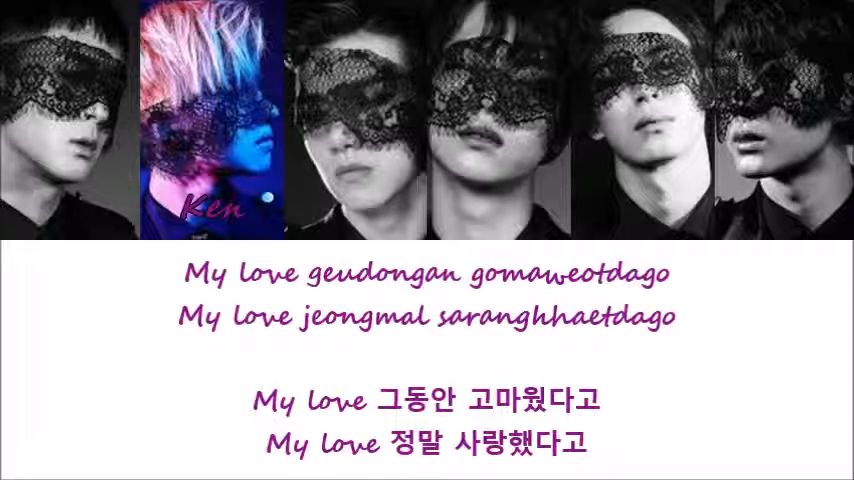 Ken
My love geudongan gomaweotdago
My love jeongmal saranghhaetdago
My love 그동안 고마웠다고
My love 정말 사랑했다고